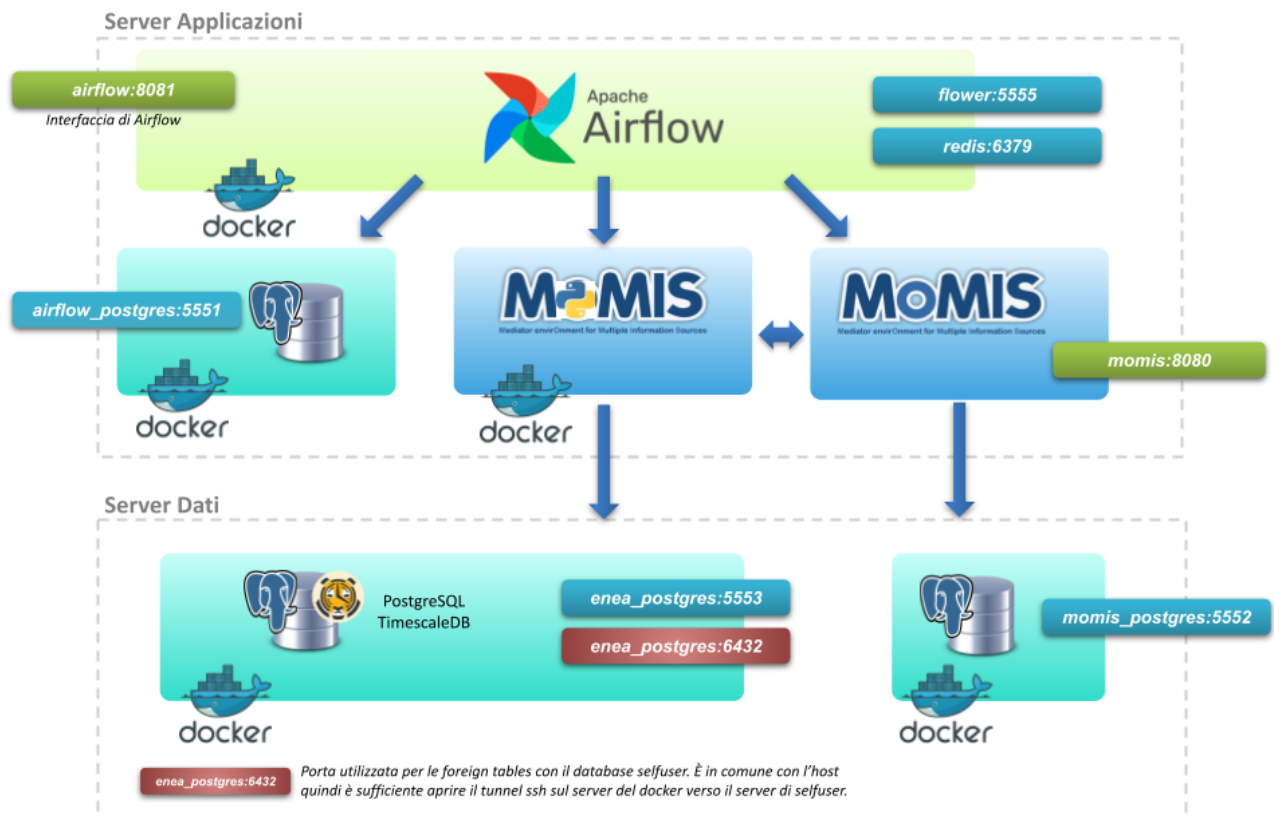 Server Applicazioni
airflow:8081
Interfaccia di Airflow
Apache
Airflow
flower:5555
redis:6379
docker
airflow_postgres:5551
docker
MoMIS
Mediator envirOnment for Multiple Information Sources
docker
MoMIS
Mediator envirOnment for Multiple Information Sources
momis:8080
Server Dati
PostgreSQL
TimescaleDB
enea_postgres:5553
enea_postgres:6432
docker
momis_postgres:5552
docker
enea_postgres:6432
Porta utilizzata per le foreign tables con il database selfuser. È in comune con l'host
quindi è sufficiente aprire il tunnel ssh sul server del docker verso il server di selfuser.